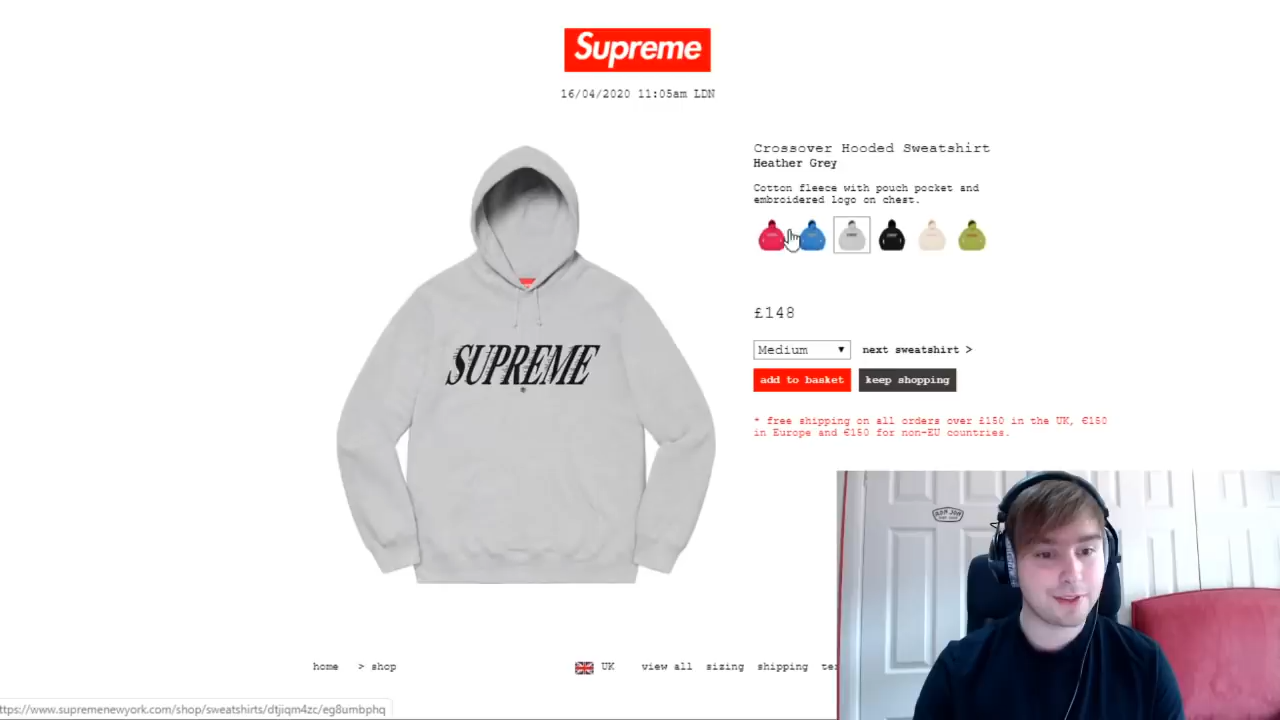 Supreme
16/04/2020 11:05am LDN
Crossover Hooded Sweatshirt
Heather Grey
Cotton fleece with pouch pocket and
embroidered logo on chest.
SUPREME
£148
Medium
next sweatshirt >
add to basket
keep shopping
* free shipping on all orders over £150 in the UK, €150
in Europe and €150 for non-EU countries.
home > shop
UK view all sizing shipping
ttps://www.supremenewyork.com/shop/sweatshirts/dtjiqm4zc/eg8umbphq